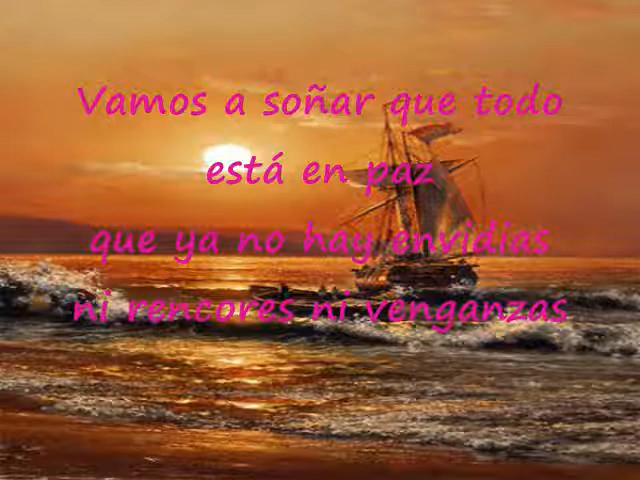 Vamos a soñar que todo
está en paz
que ya no hay envidias
ni rencores ni venganzas